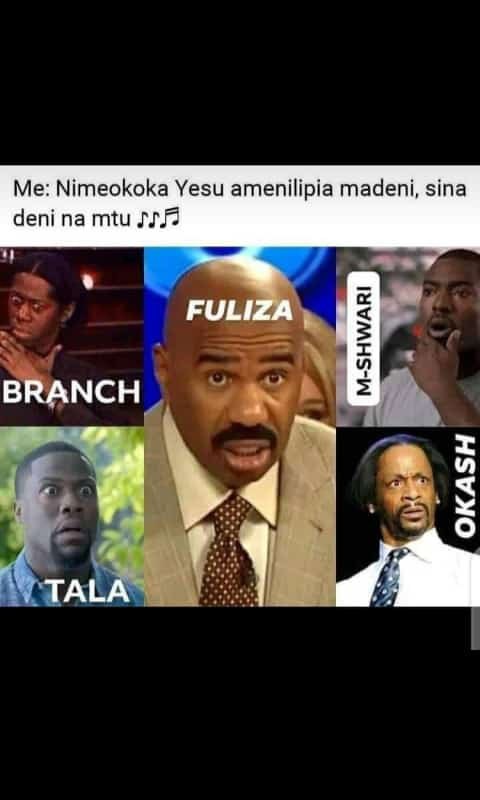 Me: Nimeokoka Yesu amenilipia madeni, sina
deni na mtu ♪♪♬
BRANCH
FULIZA
M-SHWARI
TALA
OKASH